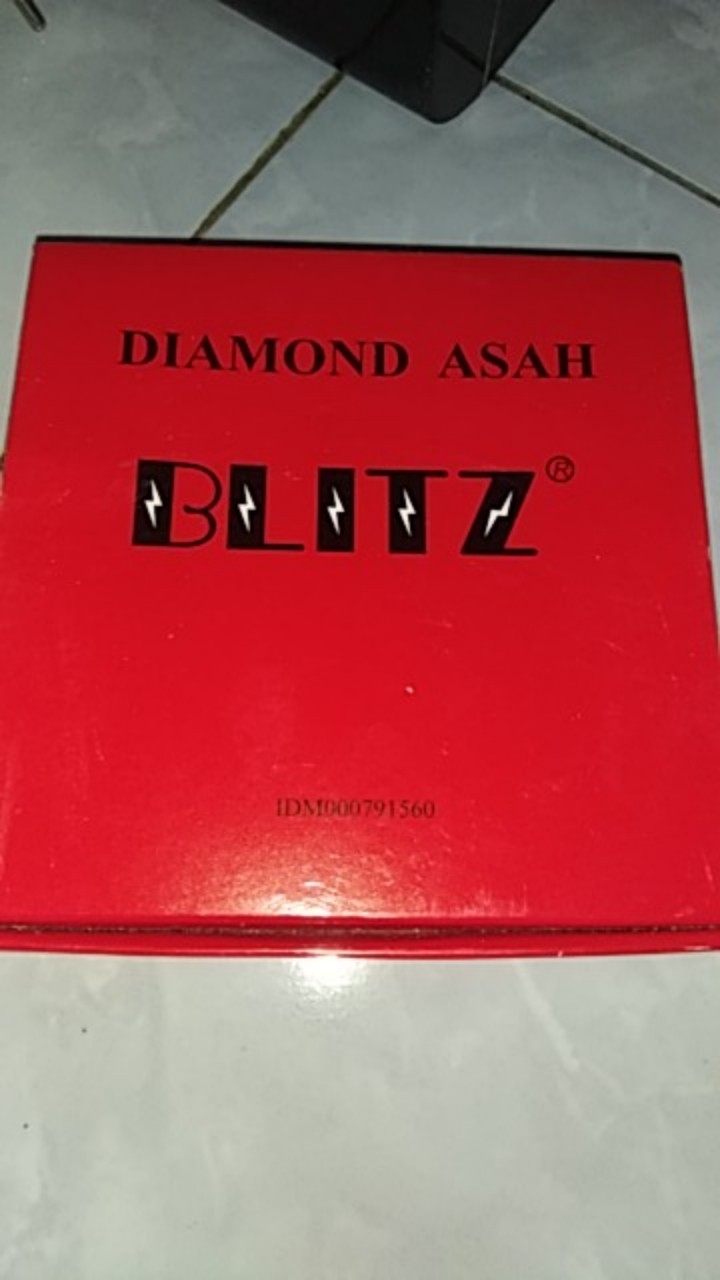 DIAMOND ASAH
BLITZ®
IDM000791560